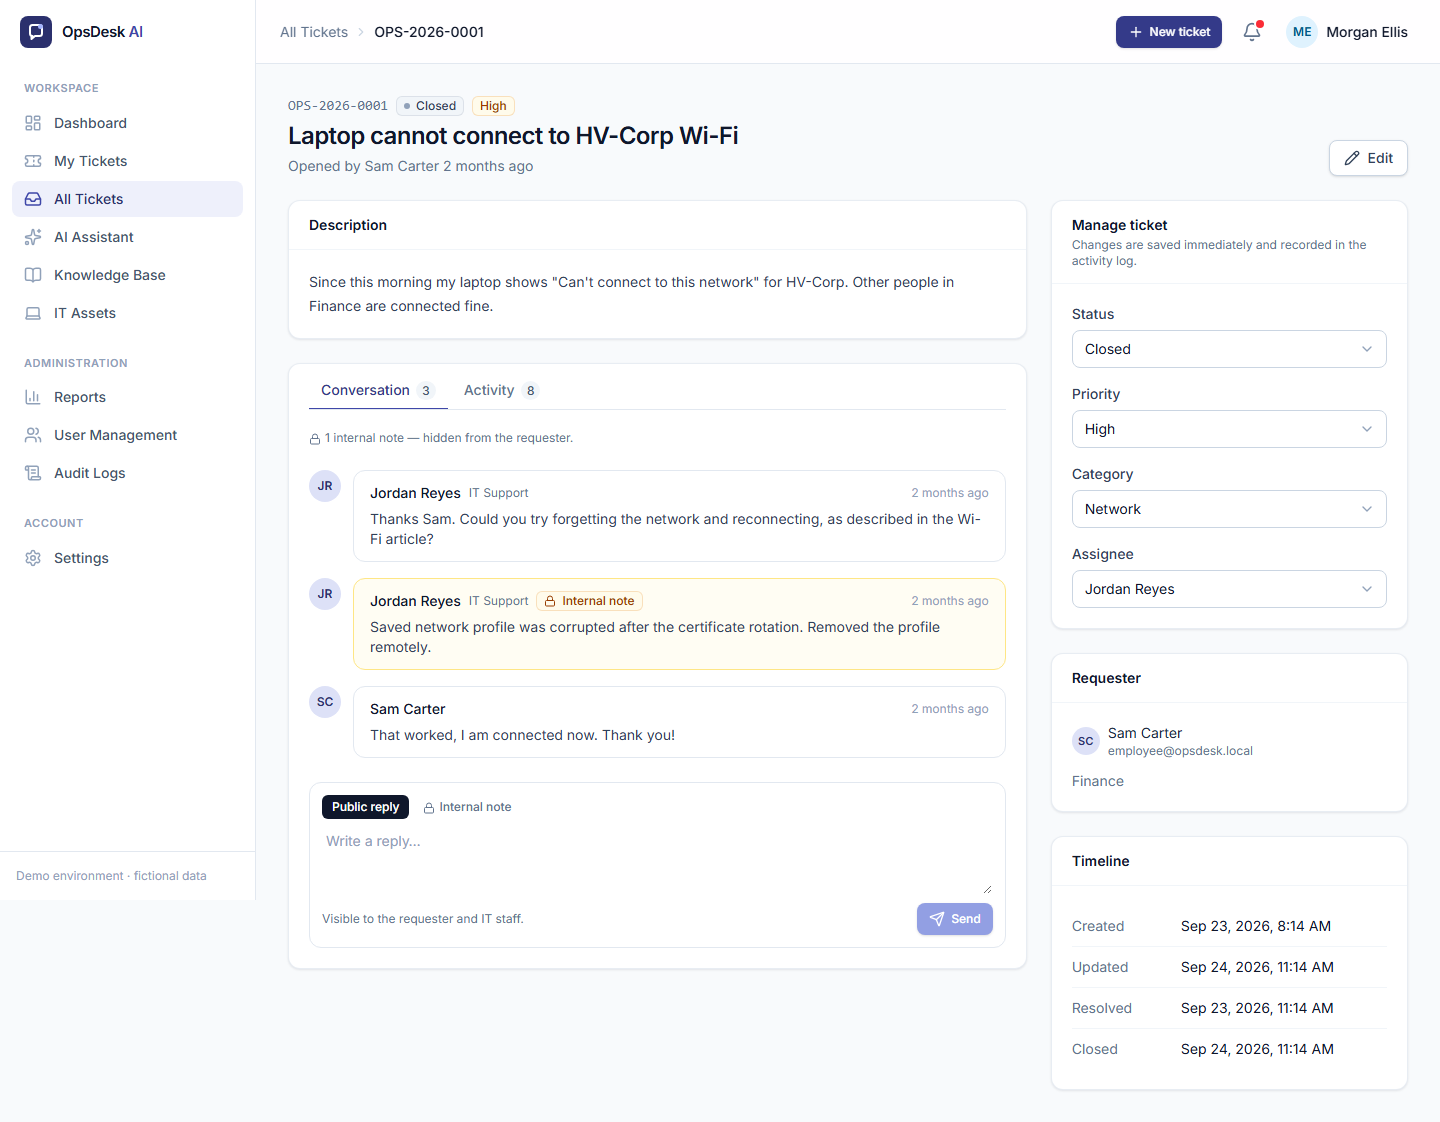 OpsDesk AI
All Tickets
OPS-2026-0001
New ticket
ME
Morgan Ellis
WORKSPACE
Dashboard
My Tickets
All Tickets
AI Assistant
Knowledge Base
IT Assets
ADMINISTRATION
Reports
User Management
Audit Logs
ACCOUNT
Settings
Demo environment · fictional data
OPS-2026-0001
Closed
High
Laptop cannot connect to HV-Corp Wi-Fi
Opened by Sam Carter 2 months ago
Edit
Description
Since this morning my laptop shows "Can't connect to this network" for HV-Corp. Other people in
Finance are connected fine.
Conversation 3
Activity 8
1 internal note — hidden from the requester.
JR
Jordan Reyes IT Support
2 months ago
Thanks Sam. Could you try forgetting the network and reconnecting, as described in the Wi-
Fi article?
JR
Jordan Reyes IT Support Internal note
2 months ago
Saved network profile was corrupted after the certificate rotation. Removed the profile
remotely.
SC
Sam Carter
2 months ago
That worked, I am connected now. Thank you!
Public reply
Internal note
Write a reply...
Visible to the requester and IT staff.
Send
Manage ticket
Changes are saved immediately and recorded in the
activity log.
Status
Closed
Priority
High
Category
Network
Assignee
Jordan Reyes
Requester
SC
Sam Carter
employee@opsdesk.local
Finance
Timeline
Created Sep 23, 2026, 8:14 AM
Updated Sep 24, 2026, 11:14 AM
Resolved Sep 23, 2026, 11:14 AM
Closed Sep 24, 2026, 11:14 AM